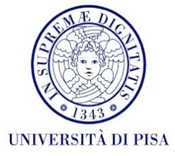 IN SUPREMÆ DIGNITATIS
1343
UNIVERSITÀ DI PISA